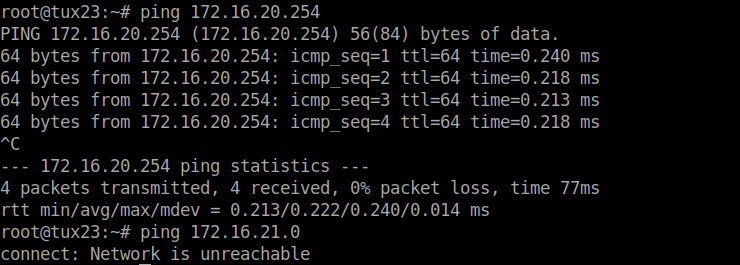 root@tux23:~# ping 172.16.20.254
PING 172.16.20.254 (172.16.20.254) 56(84) bytes of data.
64 bytes from 172.16.20.254: icmp_seq=1 ttl=64 time=0.240 ms
64 bytes from 172.16.20.254: icmp_seq=2 ttl=64 time=0.218 ms
64 bytes from 172.16.20.254: icmp_seq=3 ttl=64 time=0.213 ms
64 bytes from 172.16.20.254: icmp_seq=4 ttl=64 time=0.218 ms
^C
--- 172.16.20.254 ping statistics ---
4 packets transmitted, 4 received, 0% packet loss, time 77ms
rtt min/avg/max/mdev = 0.213/0.222/0.240/0.014 ms
root@tux23:~# ping 172.16.21.0
connect: Network is unreachable